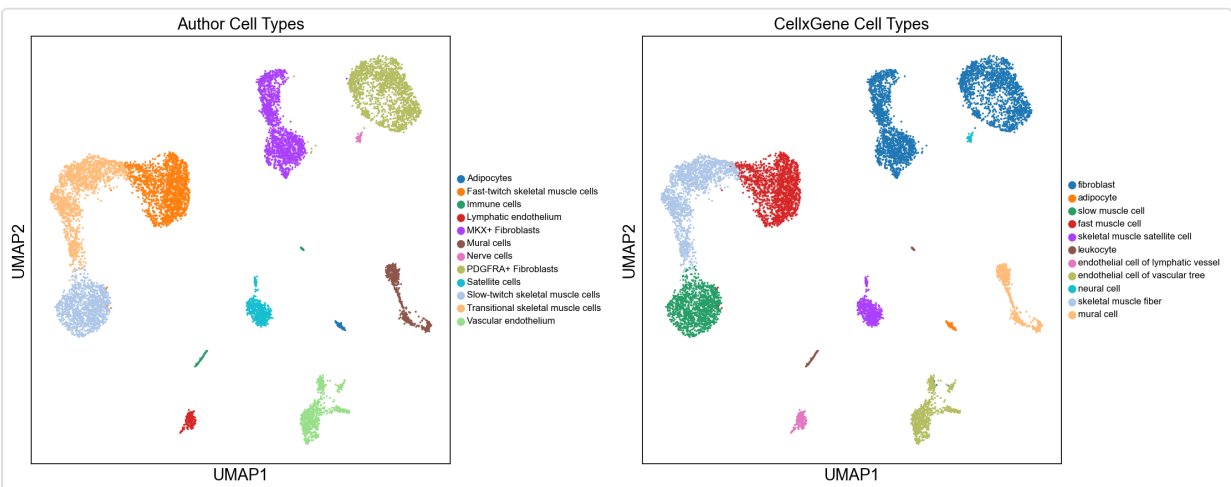 Author Cell Types
UMAP2
UMAP1
Adipocytes
Fast-twitch skeletal muscle cells
Immune cells
Lymphatic endothelium
MKX+ Fibroblasts
Mural cells
Nerve cells
PDGFRA+ Fibroblasts
Satellite cells
Slow-twitch skeletal muscle cells
Transitional skeletal muscle cells
Vascular endothelium
CellxGene Cell Types
UMAP2
UMAP1
fibroblast
adipocyte
slow muscle cell
fast muscle cell
skeletal muscle satellite cell
leukocyte
endothelial cell of lymphatic vessel
endothelial cell of vascular tree
neural cell
skeletal muscle fiber
mural cell